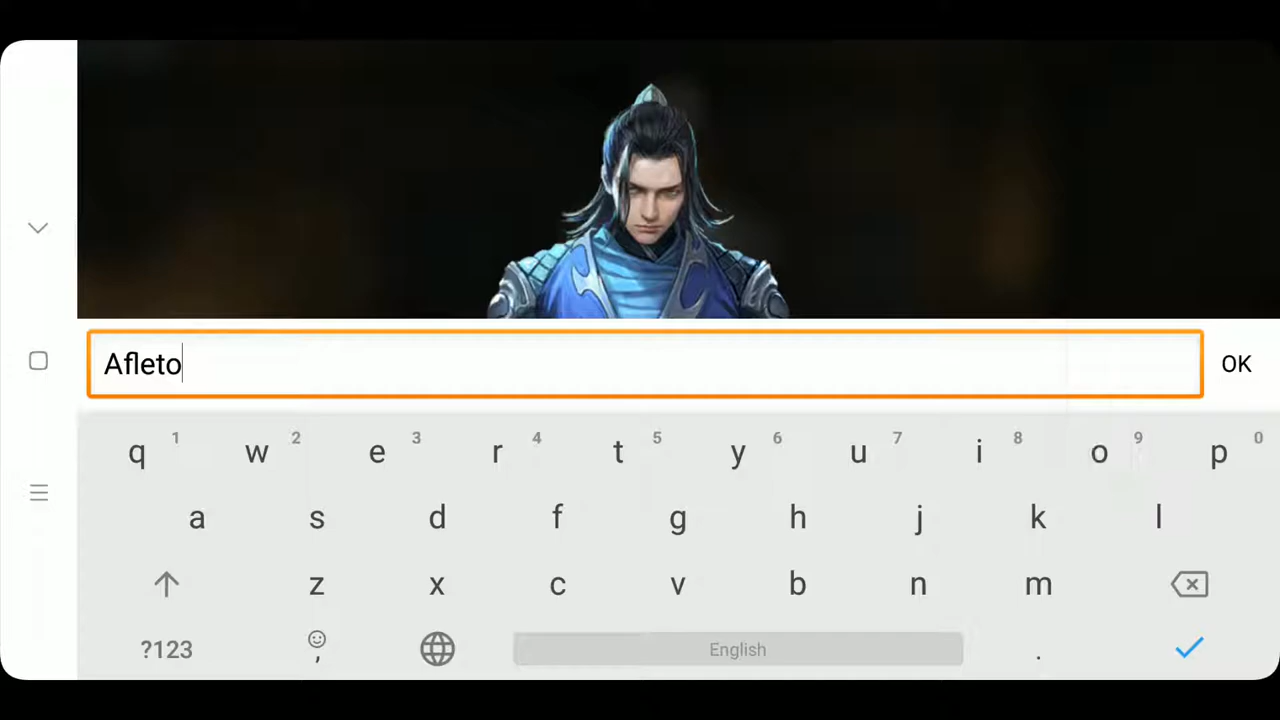 Afleto
OK
q 1 w 2 e 3 r 4 t 5 y 6 u 7 i 8 o 9 p 0
a s d f g h j k l
z x c v b n m
?123 , English .